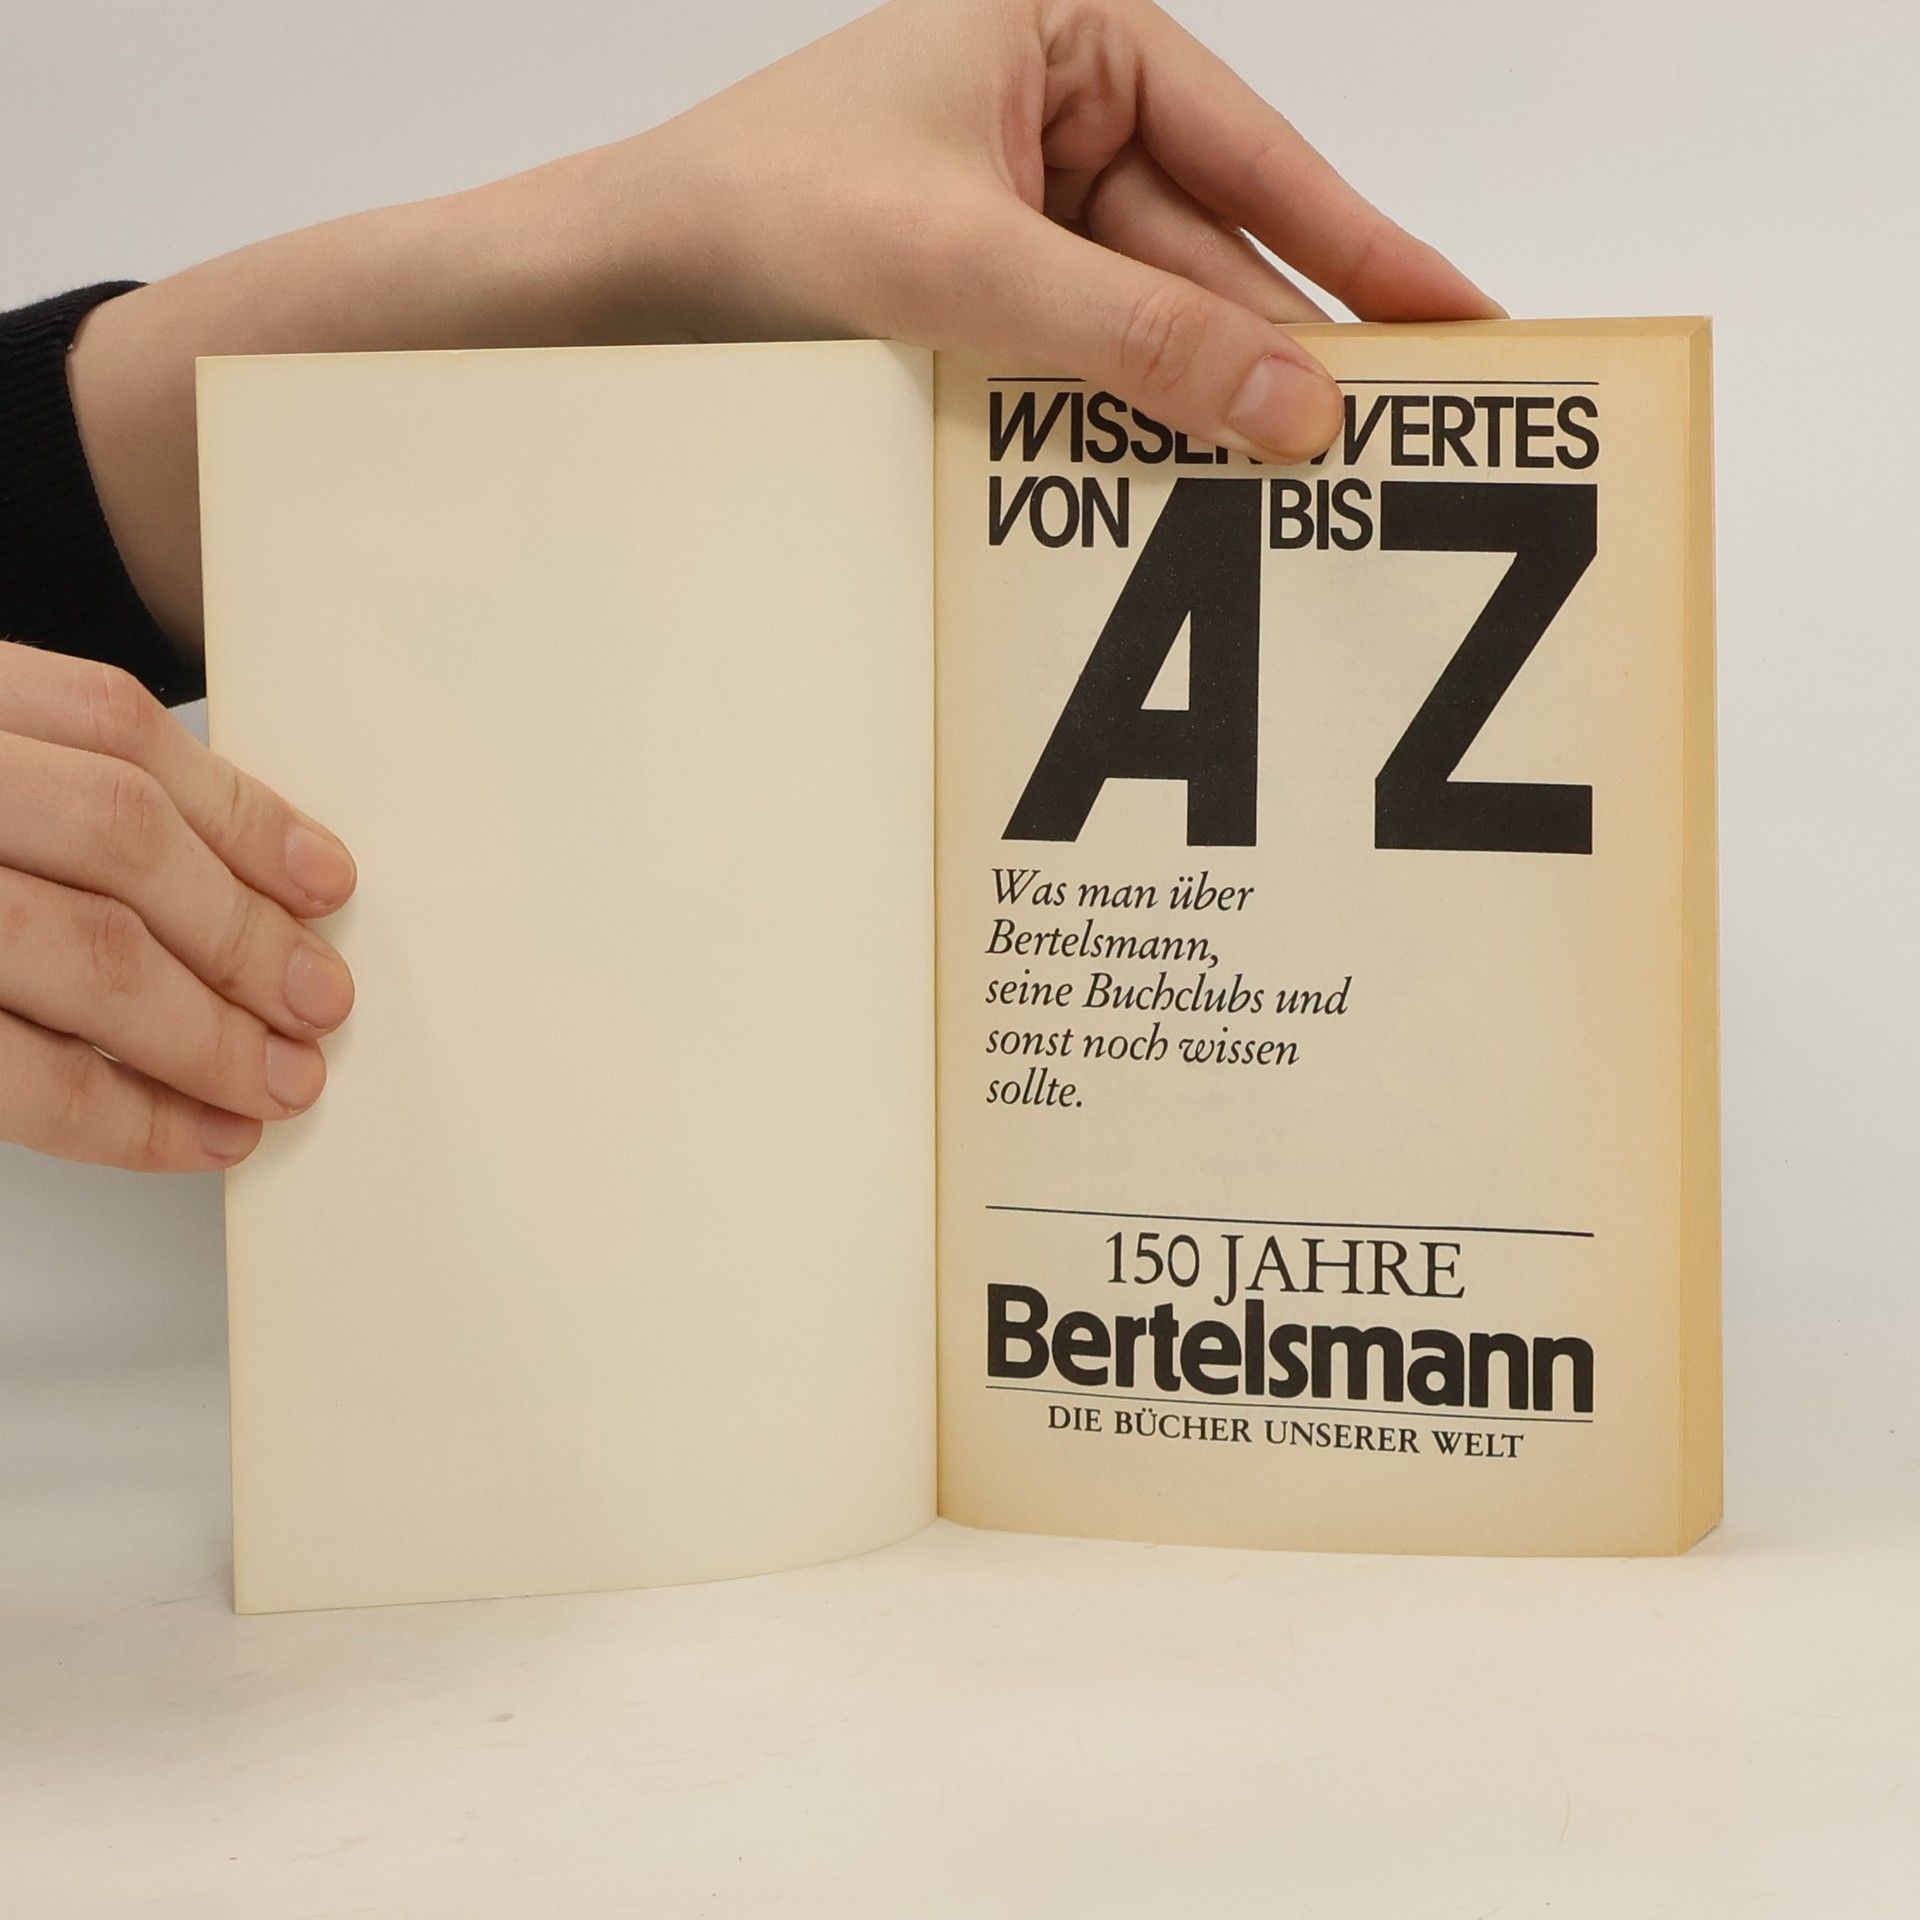 WERTES
VON A BIS Z
Was man über
Bertelsmann,
seine Buchclubs und
sonst noch wissen
sollte.
150 JAHRE
Bertelsmann
DIE BÜCHER UNSERER WELT